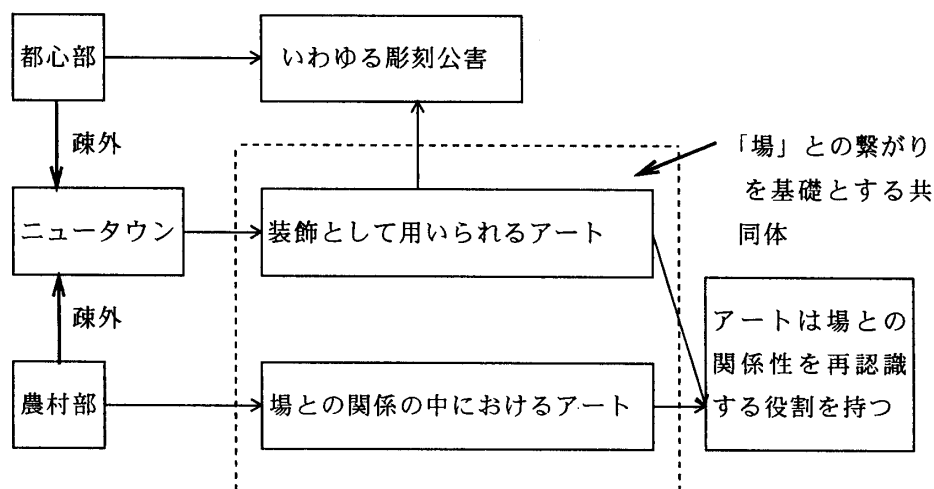 都心部
いわゆる彫刻公害
疎外
「場」との繋がり
を基礎とする共
同体
ニュータウン
装飾として用いられるアート
疎外
アートは場との
関係性を再認識
する役割を持つ
農村部
場との関係の中におけるアート